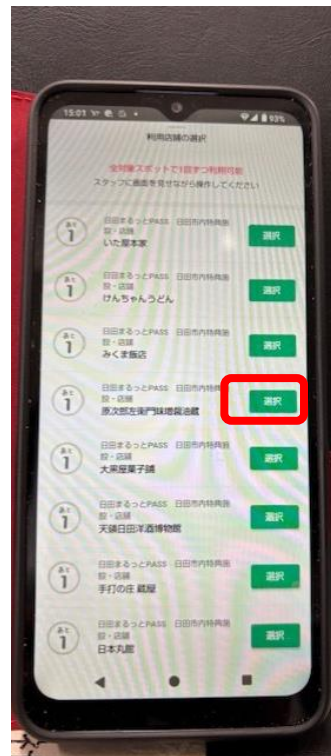 15:01
93%
利用店舗の選択
全対象スポットで1回ずつ利用可能
スタッフに画面を見せながら操作してください
あと
1
日田まるっとPASS 日田市内特典施
設・店舗
いた屋本家
選択
あと
1
日田まるっとPASS 日田市内特典施
設・店舗
けんちゃんうどん
選択
あと
1
日田まるっとPASS 日田市内特典施
設・店舗
みくま飯店
選択
あと
1
日田まるっとPASS 日田市内特典施
設・店舗
原次郎左衛門味噌醤油蔵
選択
あと
1
日田まるっとPASS 日田市内特典施
設・店舗
大黒屋菓子舗
選択
あと
1
日田まるっとPASS 日田市内特典施
設・店舗
天領日田洋酒博物館
選択
あと
1
日田まるっとPASS 日田市内特典施
設・店舗
手打の庄 蔵屋
選択
あと
1
日田まるっとPASS 日田市内特典施
設・店舗
日本丸館
選択